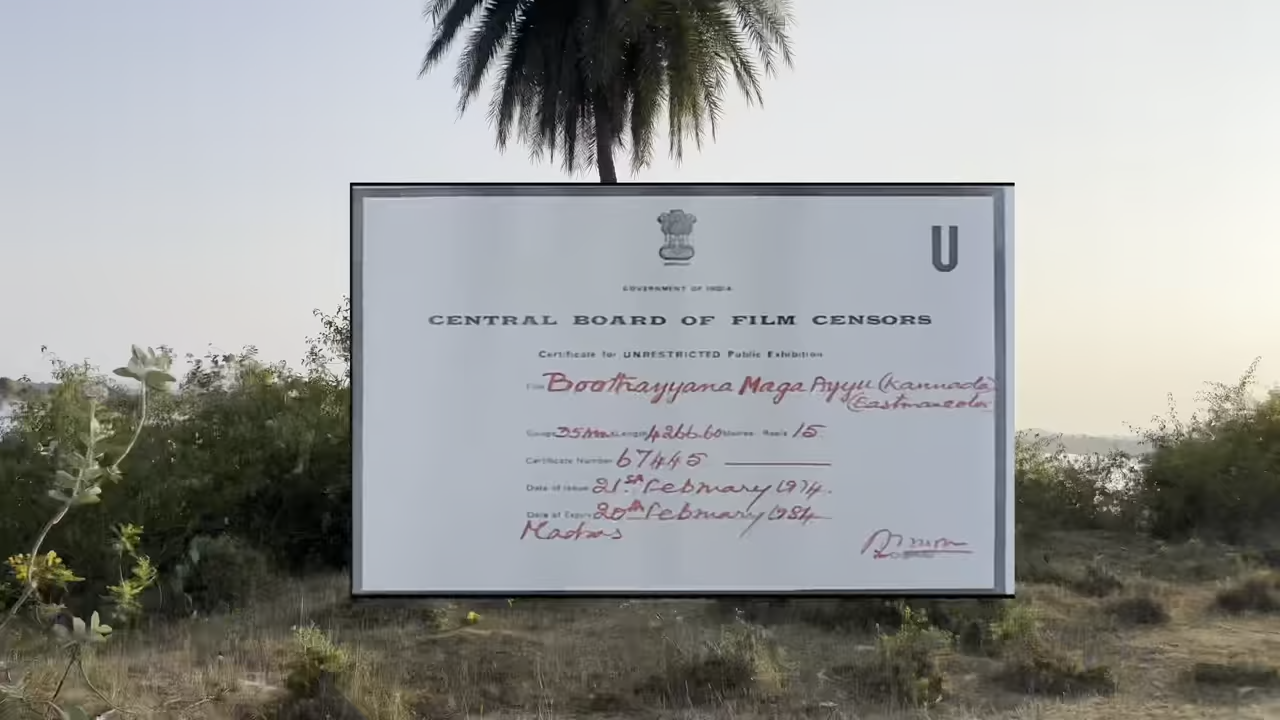 U
GOVERNMENT OF INDIA
CENTRAL BOARD OF FILM CENSORS
Certificate for UNRESTRICTED Public Exhibition
Film Boothayyana Maga Ayyu (Kannada)
(Eastmancolor
Gauge 35mm Length 4266.60 Metres Reels 15
Certificate Number 67445
Date of Issue 21st February 1974.
Date of Expiry 20th February 1984
Madras